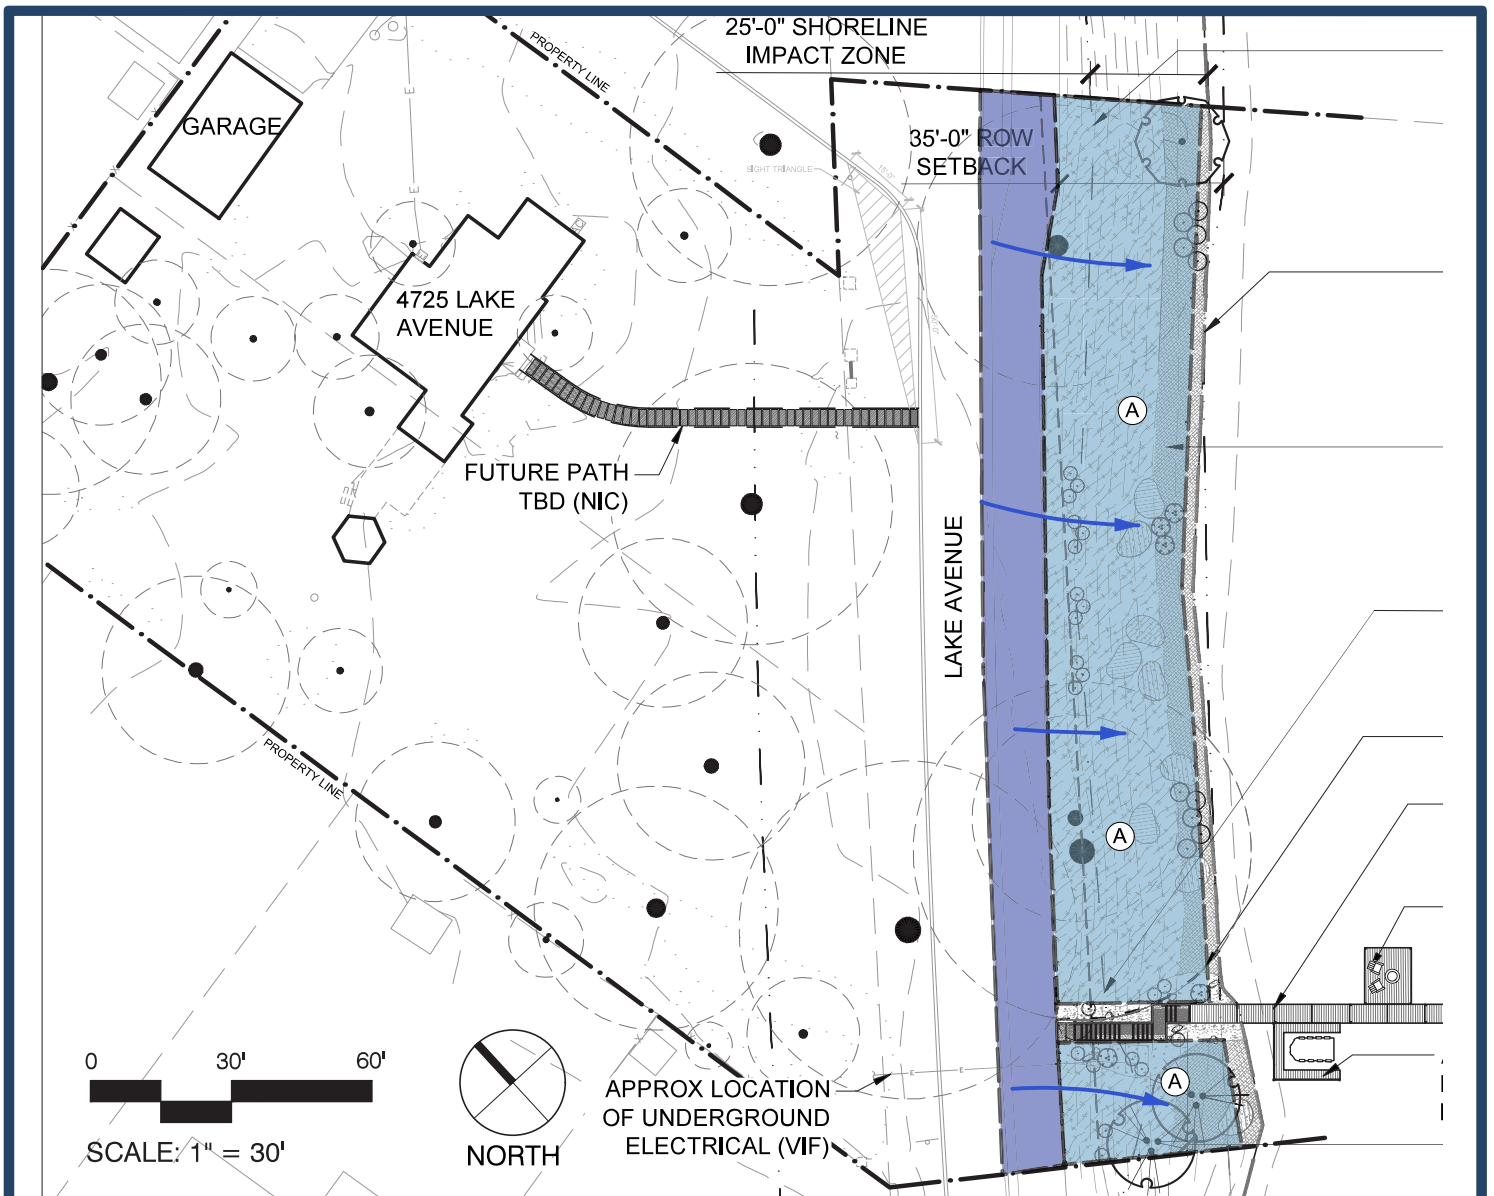 25'-0" SHORELINE
IMPACT ZONE
PROPERTY LINE
GARAGE
35'-0" ROW
SETBACK
SIGHT TRIANGLE
15'-0"
4725 LAKE
AVENUE
A
FUTURE PATH
TBD (NIC)
LAKE AVENUE
PROPERTY LINE
A
0 30' 60'
SCALE: 1" = 30'
NORTH
APPROX LOCATION
OF UNDERGROUND
ELECTRICAL (VIF)
A
E
E
E
E